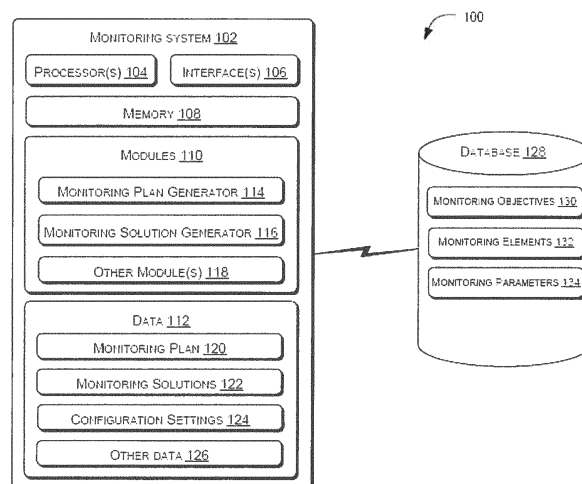 100
MONITORING SYSTEM 102
PROCESSOR(S) 104
INTERFACE(S) 106
MEMORY 108
MODULES 110
MONITORING PLAN GENERATOR 114
MONITORING SOLUTION GENERATOR 116
OTHER MODULE(S) 118
DATA 112
MONITORING PLAN 120
MONITORING SOLUTIONS 122
CONFIGURATION SETTINGS 124
OTHER DATA 126
DATABASE 128
MONITORING OBJECTIVES 130
MONITORING ELEMENTS 132
MONITORING PARAMETERS 134